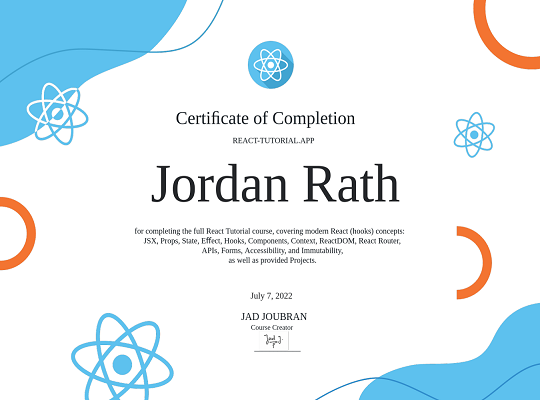 Certificate of Completion
REACT-TUTORIAL.APP
Jordan Rath
for completing the full React Tutorial course, covering modern React (hooks) concepts:
JSX, Props, State, Effect, Hooks, Components, Context, ReactDOM, React Router,
APIs, Forms, Accessibility, and Immutability,
as well as provided Projects.
July 7, 2022
JAD JOUBRAN
Course Creator